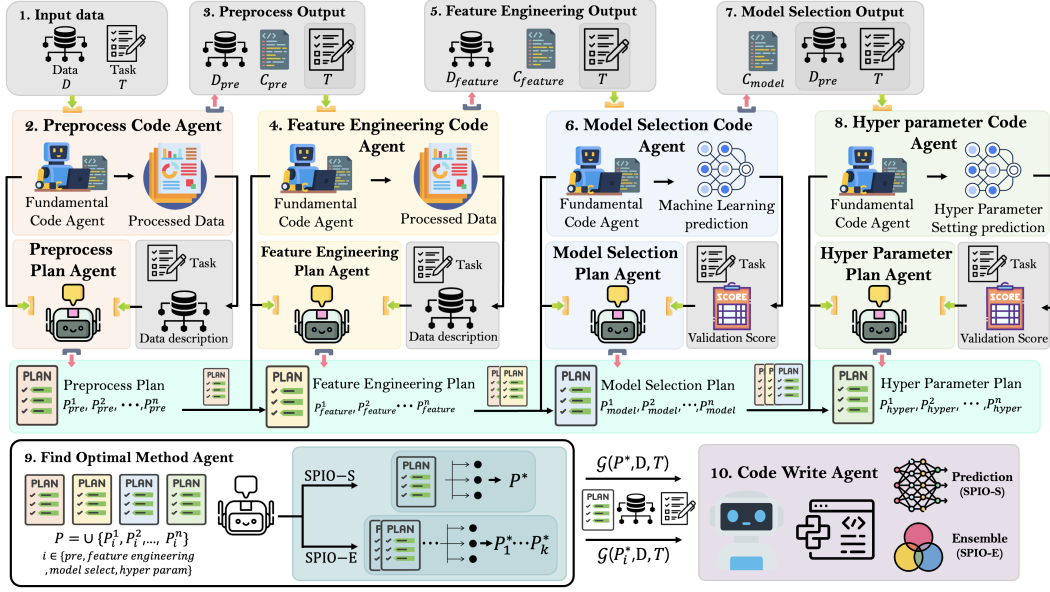 1. Input data
Data
D
Task
T
3. Preprocess Output
D_pre
C_pre
T
5. Feature Engineering Output
D_feature
C_feature
T
7. Model Selection Output
C_model
D_pre
T
2. Preprocess Code Agent
Fundamental
Code Agent
Processed Data
4. Feature Engineering Code
Agent
Fundamental
Code Agent
Processed Data
6. Model Selection Code
Agent
Fundamental
Code Agent
Machine Learning
prediction
8. Hyper parameter Code
Agent
Fundamental
Code Agent
Hyper Parameter
Setting prediction
Preprocess
Plan Agent
Task
Data description
Feature Engineering
Plan Agent
Task
Data description
Model Selection
Plan Agent
Task
SCORE
Validation Score
Hyper Parameter
Plan Agent
Task
SCORE
Validation Score
PLAN
Preprocess Plan
P^1_pre, P^2_pre, ⋯, P^n_pre
PLAN
PLAN
Feature Engineering Plan
P^1_feature, P^2_feature ⋯ P^n_feature
PLAN
PLAN
Model Selection Plan
P^1_model, P^2_model, ⋯, P^n_model
PLAN
PLAN
Hyper Parameter Plan
P^1_hyper, P^2_hyper, ⋯, P^n_hyper
9. Find Optimal Method Agent
PLAN
PLAN
PLAN
PLAN
P = ∪ {P^1_i, P^2_i, ..., P^n_i}
i ∈ {pre, feature engineering
, model select, hyper param}
SPIO-S
PLAN
P*
SPIO-E
PLAN
⋯
P*_1 ⋯ P*_k
G(P*, D, T)
PLAN
G(P*_i, D, T)
10. Code Write Agent
Prediction
(SPIO-S)
Ensemble
(SPIO-E)